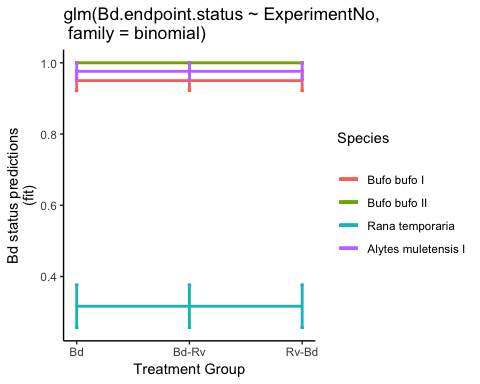 glm(Bd.endpoint.status ~ ExperimentNo,
family = binomial)
Bd status predictions
(fit)
1.0
0.8
0.6
0.4
Bd
Bd-Rv
Rv-Bd
Treatment Group
Species
Bufo bufo I
Bufo bufo II
Rana temporaria
Alytes muletensis I